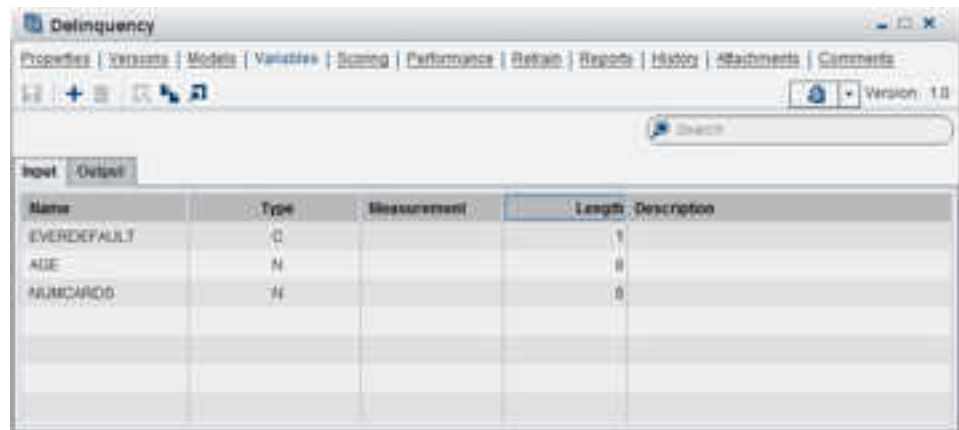 Delinquency
Properties | Versions | Models | Variables | Scoring | Performance | Retrain | Reports | History | Attachments | Comments
Version: 1.0
Search
Input Output
Name Type Measurement Length Description
EVERDEFAULT C 1
AGE N 8
NUMCARDS N 8